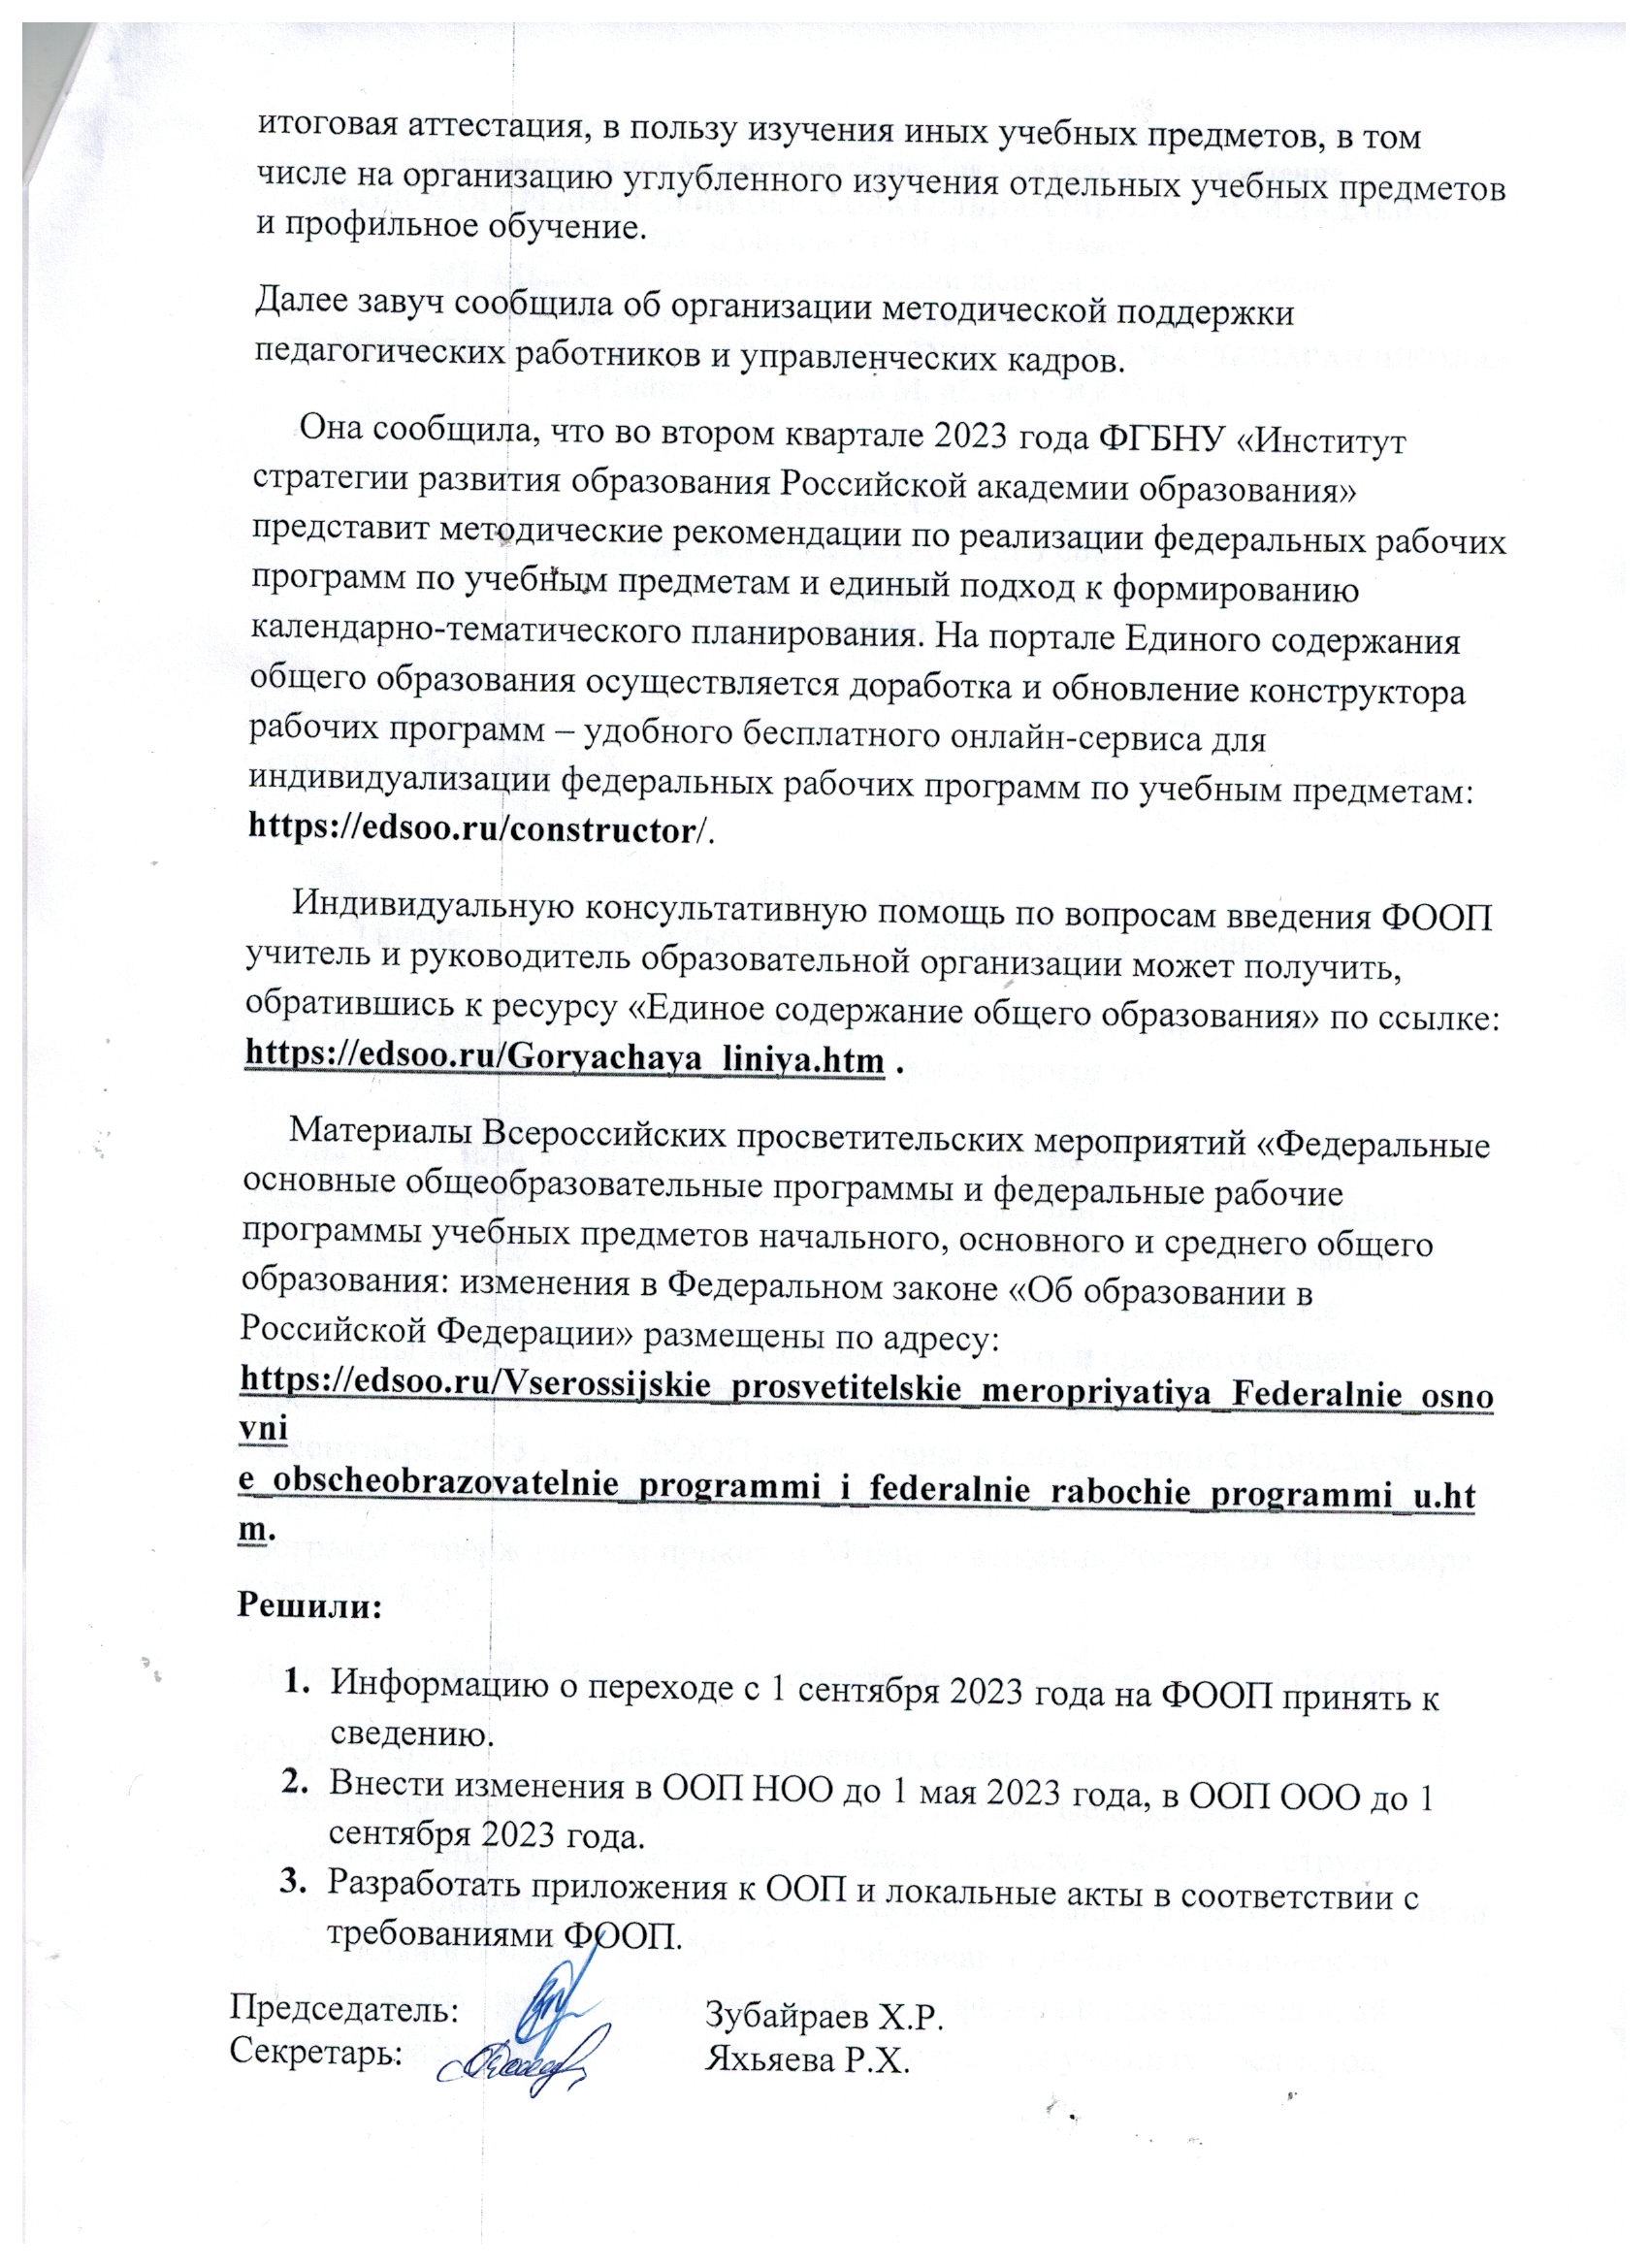 итоговая аттестация, в пользу изучения иных учебных предметов, в том
числе на организацию углубленного изучения отдельных учебных предметов
и профильное обучение.
Далее завуч сообщила об организации методической поддержки
педагогических работников и управленческих кадров.
Она сообщила, что во втором квартале 2023 года ФГБНУ «Институт
стратегии развития образования Российской академии образования»
представит методические рекомендации по реализации федеральных рабочих
программ по учебным предметам и единый подход к формированию
календарно-тематического планирования. На портале Единого содержания
общего образования осуществляется доработка и обновление конструктора
рабочих программ – удобного бесплатного онлайн-сервиса для
индивидуализации федеральных рабочих программ по учебным предметам:
https://edsoo.ru/constructor/.
Индивидуальную консультативную помощь по вопросам введения ФООП
учитель и руководитель образовательной организации может получить,
обратившись к ресурсу «Единое содержание общего образования» по ссылке:
https://edsoo.ru/Goryachaya_liniya.htm .
Материалы Всероссийских просветительских мероприятий «Федеральные
основные общеобразовательные программы и федеральные рабочие
программы учебных предметов начального, основного и среднего общего
образования: изменения в Федеральном законе «Об образовании в
Российской Федерации» размещены по адресу:
https://edsoo.ru/Vserossijskie_prosvetitelskie_meropriyatiya_Federalnie_osno
vni
e_obscheobrazovatelnie_programmi_i_federalnie_rabochie_programmi_u.ht
m.
Решили:
1. Информацию о переходе с 1 сентября 2023 года на ФООП принять к
сведению.
2. Внести изменения в ООП НОО до 1 мая 2023 года, в ООП ООО до 1
сентября 2023 года.
3. Разработать приложения к ООП и локальные акты в соответствии с
требованиями ФООП.
Председатель: Зубайраев Х.Р.
Секретарь: Яхьяева Р.Х.